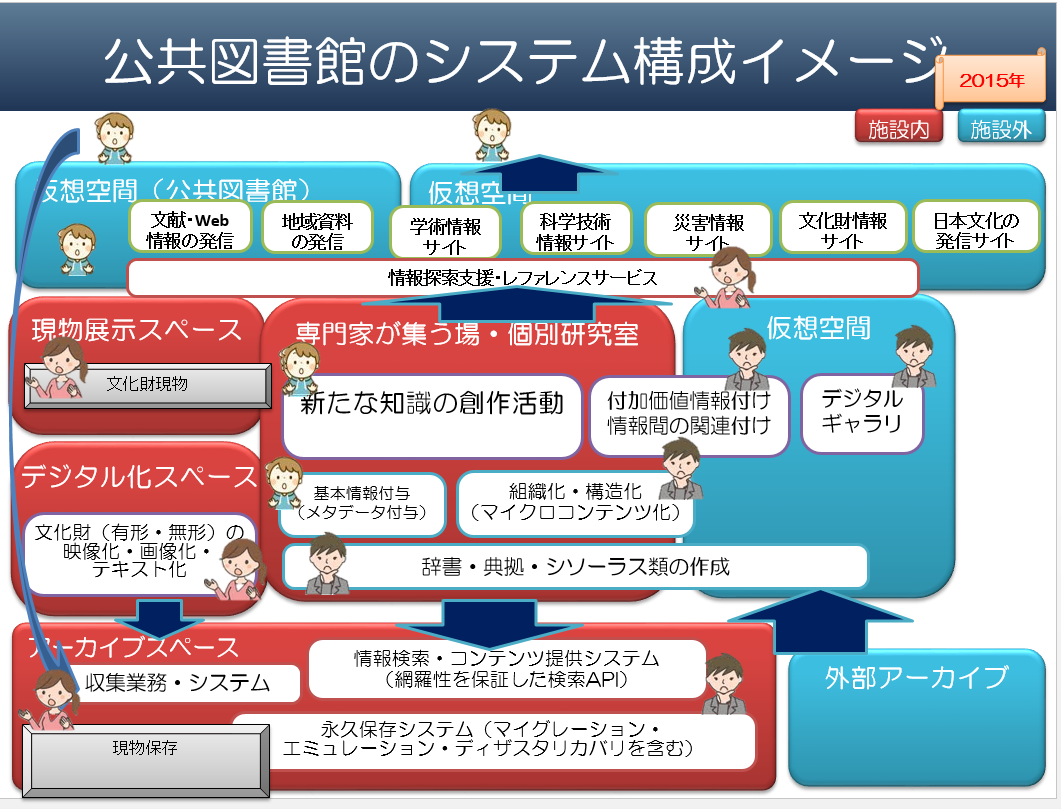 公共図書館のシステム構成イメージ
2015年
施設内
施設外
仮想空間(公共図書館)
仮想空間
文献・Web
情報の発信
地域資料
の発信
学術情報
サイト
科学技術
情報サイト
災害情報
サイト
文化財情報
サイト
日本文化の
発信サイト
情報探索支援・レファレンスサービス
現物展示スペース
文化財現物
専門家が集う場・個別研究室
仮想空間
新たな知識の創作活動
付加価値情報付け
情報間の関連付け
デジタル
ギャラリ
デジタル化スペース
文化財(有形・無形)の
映像化・画像化・
テキスト化
基本情報付与
(メタデータ付与)
組織化・構造化
(マイクロコンテンツ化)
辞書・典拠・シソーラス類の作成
アーカイブスペース
収集業務・システム
情報検索・コンテンツ提供システム
(網羅性を保証した検索API)
永久保存システム(マイグレーション・
エミュレーション・ディザスタリカバリを含む)
現物保存
外部アーカイブ